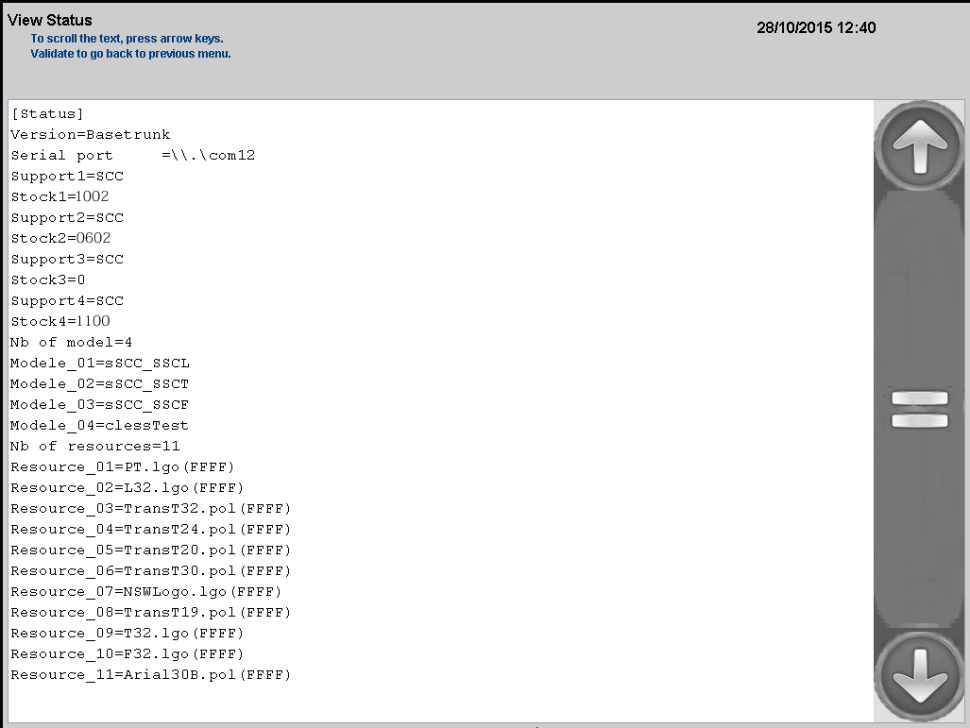 View Status
28/10/2015 12:40
To scroll the text, press arrow keys.
Validate to go back to previous menu.
[Status]
Version=Basetrunk
Serial port     =\\.\com12
Support1=SCC
Stock1=1002
Support2=SCC
Stock2=0602
Support3=SCC
Stock3=0
Support4=SCC
Stock4=1100
Nb of model=4
Modele_01=sSCC_SSCL
Modele_02=sSCC_SSCT
Modele_03=sSCC_SSCF
Modele_04=clessTest
Nb of resources=11
Resource_01=PT.lgo(FFFF)
Resource_02=L32.lgo(FFFF)
Resource_03=TransT32.pol(FFFF)
Resource_04=TransT24.pol(FFFF)
Resource_05=TransT20.pol(FFFF)
Resource_06=TransT30.pol(FFFF)
Resource_07=NSWLogo.lgo(FFFF)
Resource_08=TransT19.pol(FFFF)
Resource_09=T32.lgo(FFFF)
Resource_10=F32.lgo(FFFF)
Resource_11=Arial30B.pol(FFFF)